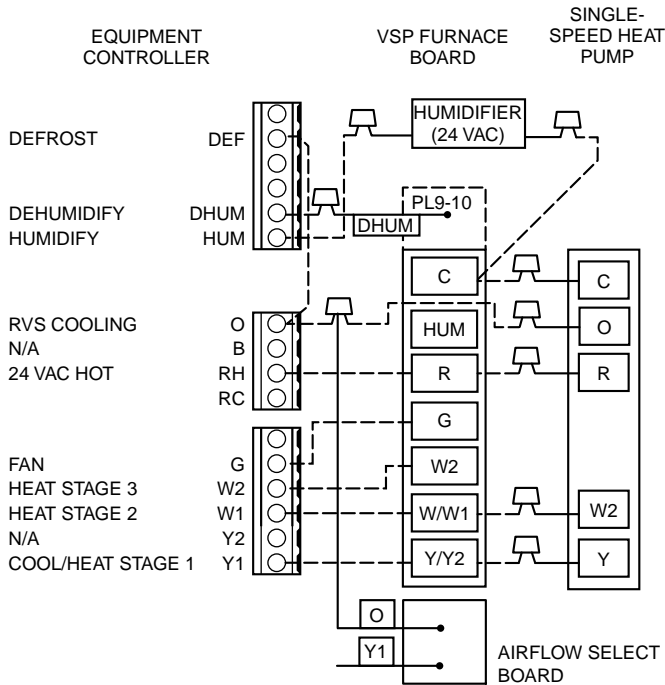 EQUIPMENT
CONTROLLER
VSP FURNACE
BOARD
SINGLE-
SPEED HEAT
PUMP
HUMIDIFIER
(24 VAC)
DEFROST DEF
PL9-10
DEHUMIDIFY DHUM
DHUM
HUMIDIFY HUM
C C
RVS COOLING O HUM O
N/A B
24 VAC HOT RH R R
RC
G
FAN G W2
HEAT STAGE 3 W2
HEAT STAGE 2 W1 W/W1 W2
N/A Y2
COOL/HEAT STAGE 1 Y1 Y/Y2 Y
O
Y1
AIRFLOW SELECT
BOARD